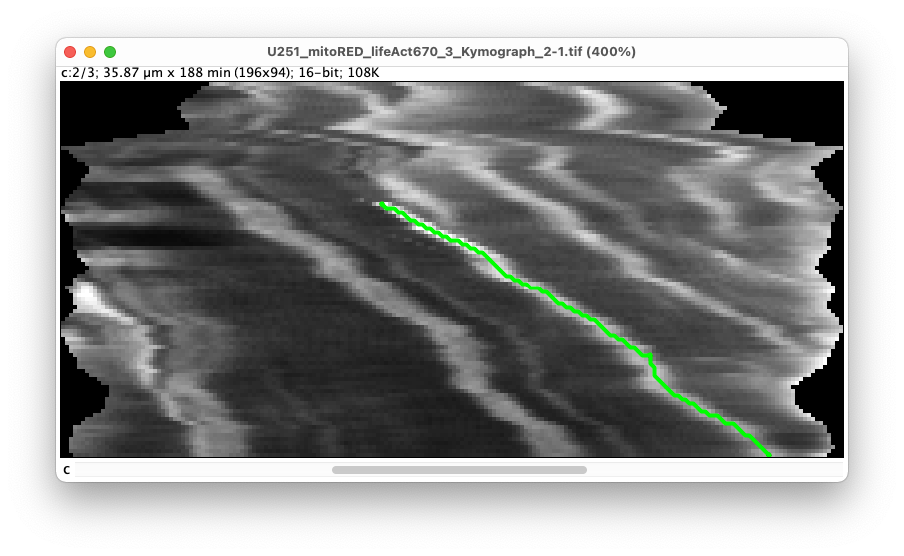 U251_mitoRED_lifeAct670_3_Kymograph_2-1.tif (400%)
c:2/3; 35.87 µm x 188 min (196x94); 16-bit; 108K
c